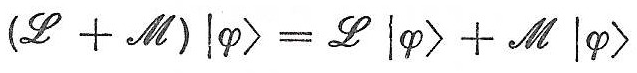 (ℒ + ℳ) |φ⟩ = ℒ |φ⟩ + ℳ |φ⟩